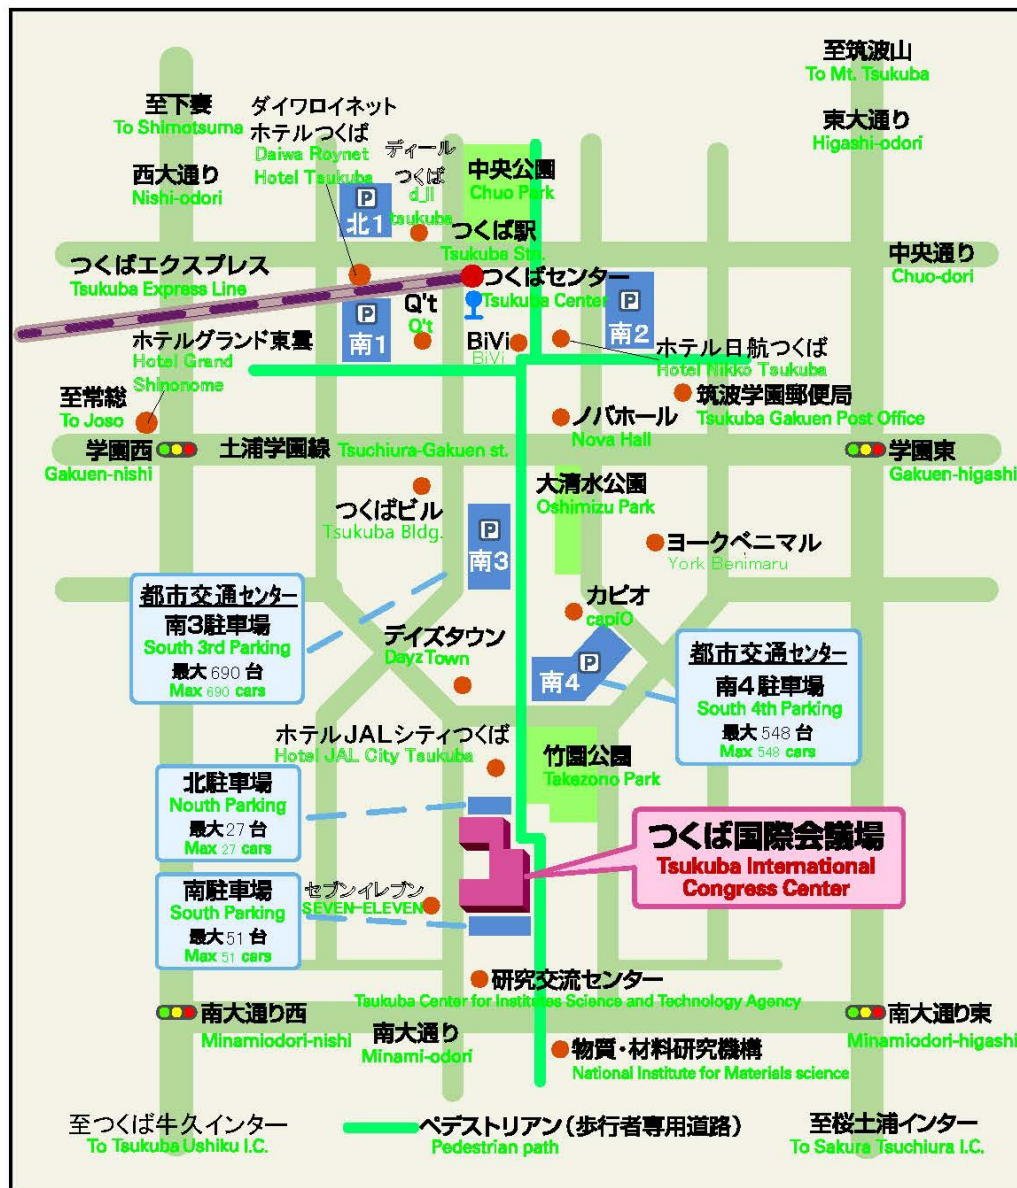 至筑波山
To Mt. Tsukuba
至下妻
To Shimotsuma
ダイワロイネット
ホテルつくば
Daiwa Roynet
Hotel Tsukuba
ディール
つくば
d_ll
tsukuba
東大通り
Higashi-odori
西大通り
Nishi-odori
P
北1
中央公園
Chuo Park
つくば駅
Tsukuba Stn.
中央通り
Chuo-dori
つくばエクスプレス
Tsukuba Express Line
つくばセンター
Tsukuba Center
Q't
Q't
P
南1
P
南2
BiVi
BiVi
ホテルグランド東雲
Hotel Grand
Shinonome
ホテル日航つくば
Hotel Nikko Tsukuba
至常総
To Joso
筑波学園郵便局
Tsukuba Gakuen Post Office
ノバホール
Nova Hall
学園西
Gakuen-nishi
土浦学園線
Tsuchiura-Gakuen st.
学園東
Gakuen-higashi
つくばビル
Tsukuba Bldg.
大清水公園
Oshimizu Park
P
南3
ヨークベニマル
York Benimaru
都市交通センター
南3駐車場
South 3rd Parking
最大690台
Max 690 cars
カピオ
capiO
デイズタウン
Dayz Town
P
南4
都市交通センター
南4駐車場
South 4th Parking
最大548台
Max 548 cars
ホテルJALシティつくば
Hotel JAL City Tsukuba
竹園公園
Takezono Park
北駐車場
Nouth Parking
最大27台
Max 27 cars
つくば国際会議場
Tsukuba International
Congress Center
南駐車場
South Parking
最大51台
Max 51 cars
セブンイレブン
SEVEN-ELEVEN
研究交流センター
Tsukuba Center for Institutes Science and Technology Agency
南大通り西
Minamiodori-nishi
南大通り
Minami-odori
南大通り東
Minamiodori-higashi
物質・材料研究機構
National Institute for Materials science
至つくば牛久インター
To Tsukuba Ushiku I.C.
ペデストリアン(歩行者専用道路)
Pedestrian path
至桜土浦インター
To Sakura Tsuchiura I.C.